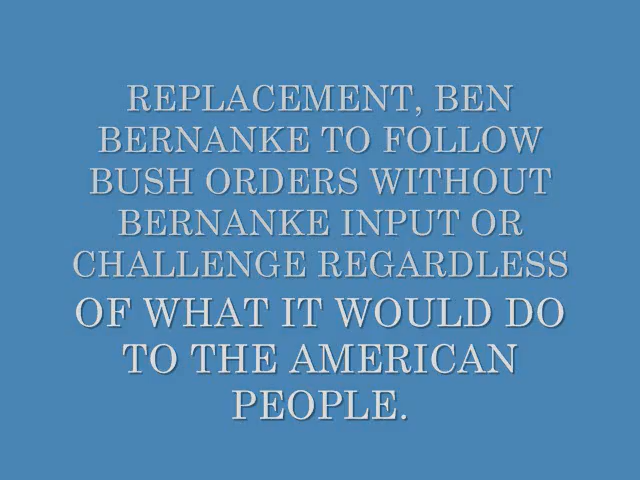 REPLACEMENT, BEN
BERNANKE TO FOLLOW
BUSH ORDERS WITHOUT
BERNANKE INPUT OR
CHALLENGE REGARDLESS
OF WHAT IT WOULD DO
TO THE AMERICAN
PEOPLE.